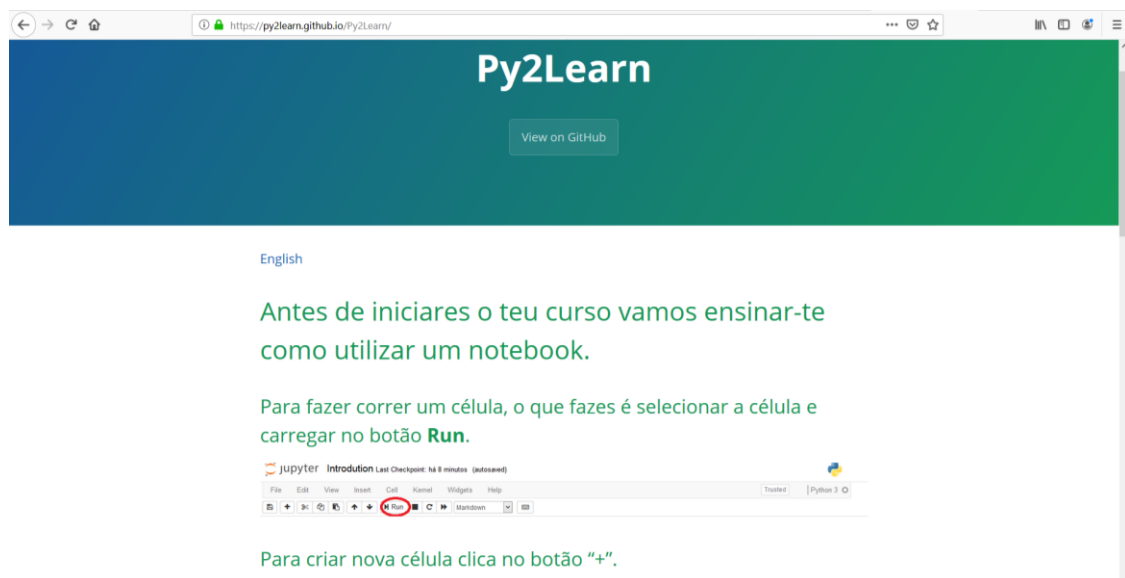 https://py2learn.github.io/Py2Learn/
Py2Learn
View on GitHub
English
Antes de iniciares o teu curso vamos ensinar-te
como utilizar um notebook.
Para fazer correr um célula, o que fazes é selecionar a célula e
carregar no botão Run.
jupyter Introdution Last Checkpoint: há 8 minutos (autosaved)
File Edit View Insert Cell Kernel Widgets Help Trusted Python 3
Run Markdown
Para criar nova célula clica no botão “+”.